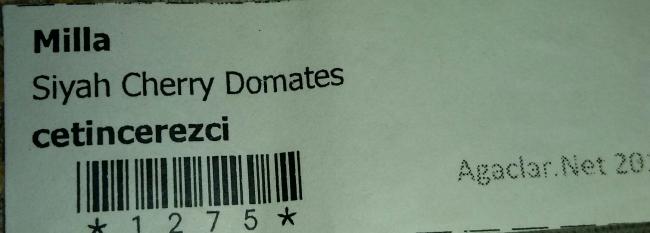 Milla
Siyah Cherry Domates
cetincerezci
Agaclar.Net
*1275*